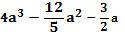 4a³ − 12/5 a² − 3/2 a